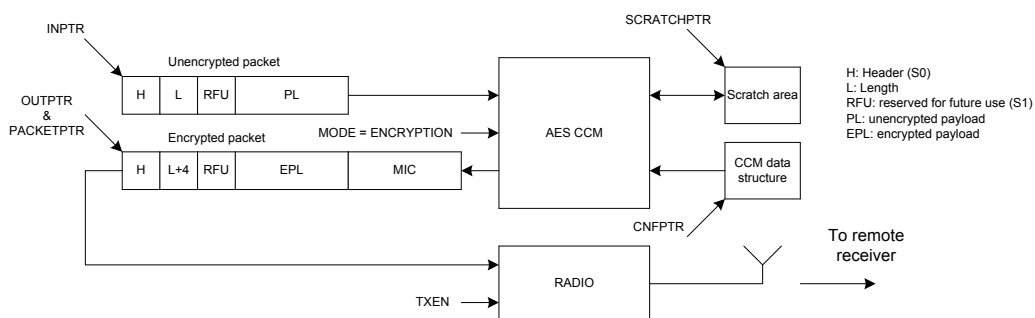 SCRATCHPTR
INPTR
Unencrypted packet
H L RFU PL
OUTPTR
&
PACKETPTR
MODE = ENCRYPTION
Encrypted packet
H L+4 RFU EPL MIC
AES CCM
Scratch area
CCM data
structure
CNFPTR
H: Header (S0)
L: Length
RFU: reserved for future use (S1)
PL: unencrypted payload
EPL: encrypted payload
To remote
receiver
RADIO
TXEN